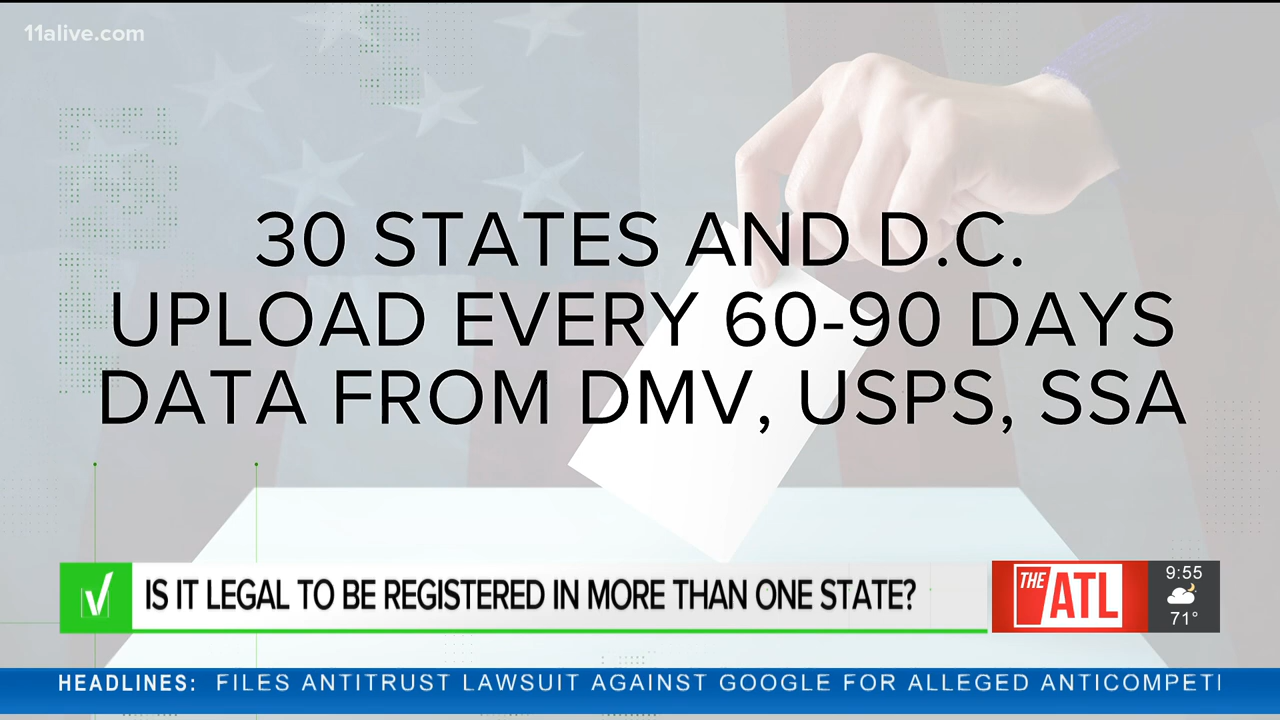 11alive.com
30 STATES AND D.C.
UPLOAD EVERY 60-90 DAYS
DATA FROM DMV, USPS, SSA
IS IT LEGAL TO BE REGISTERED IN MORE THAN ONE STATE?
THE ATL
9:55
71°
HEADLINES: FILES ANTITRUST LAWSUIT AGAINST GOOGLE FOR ALLEGED ANTICOMPETI